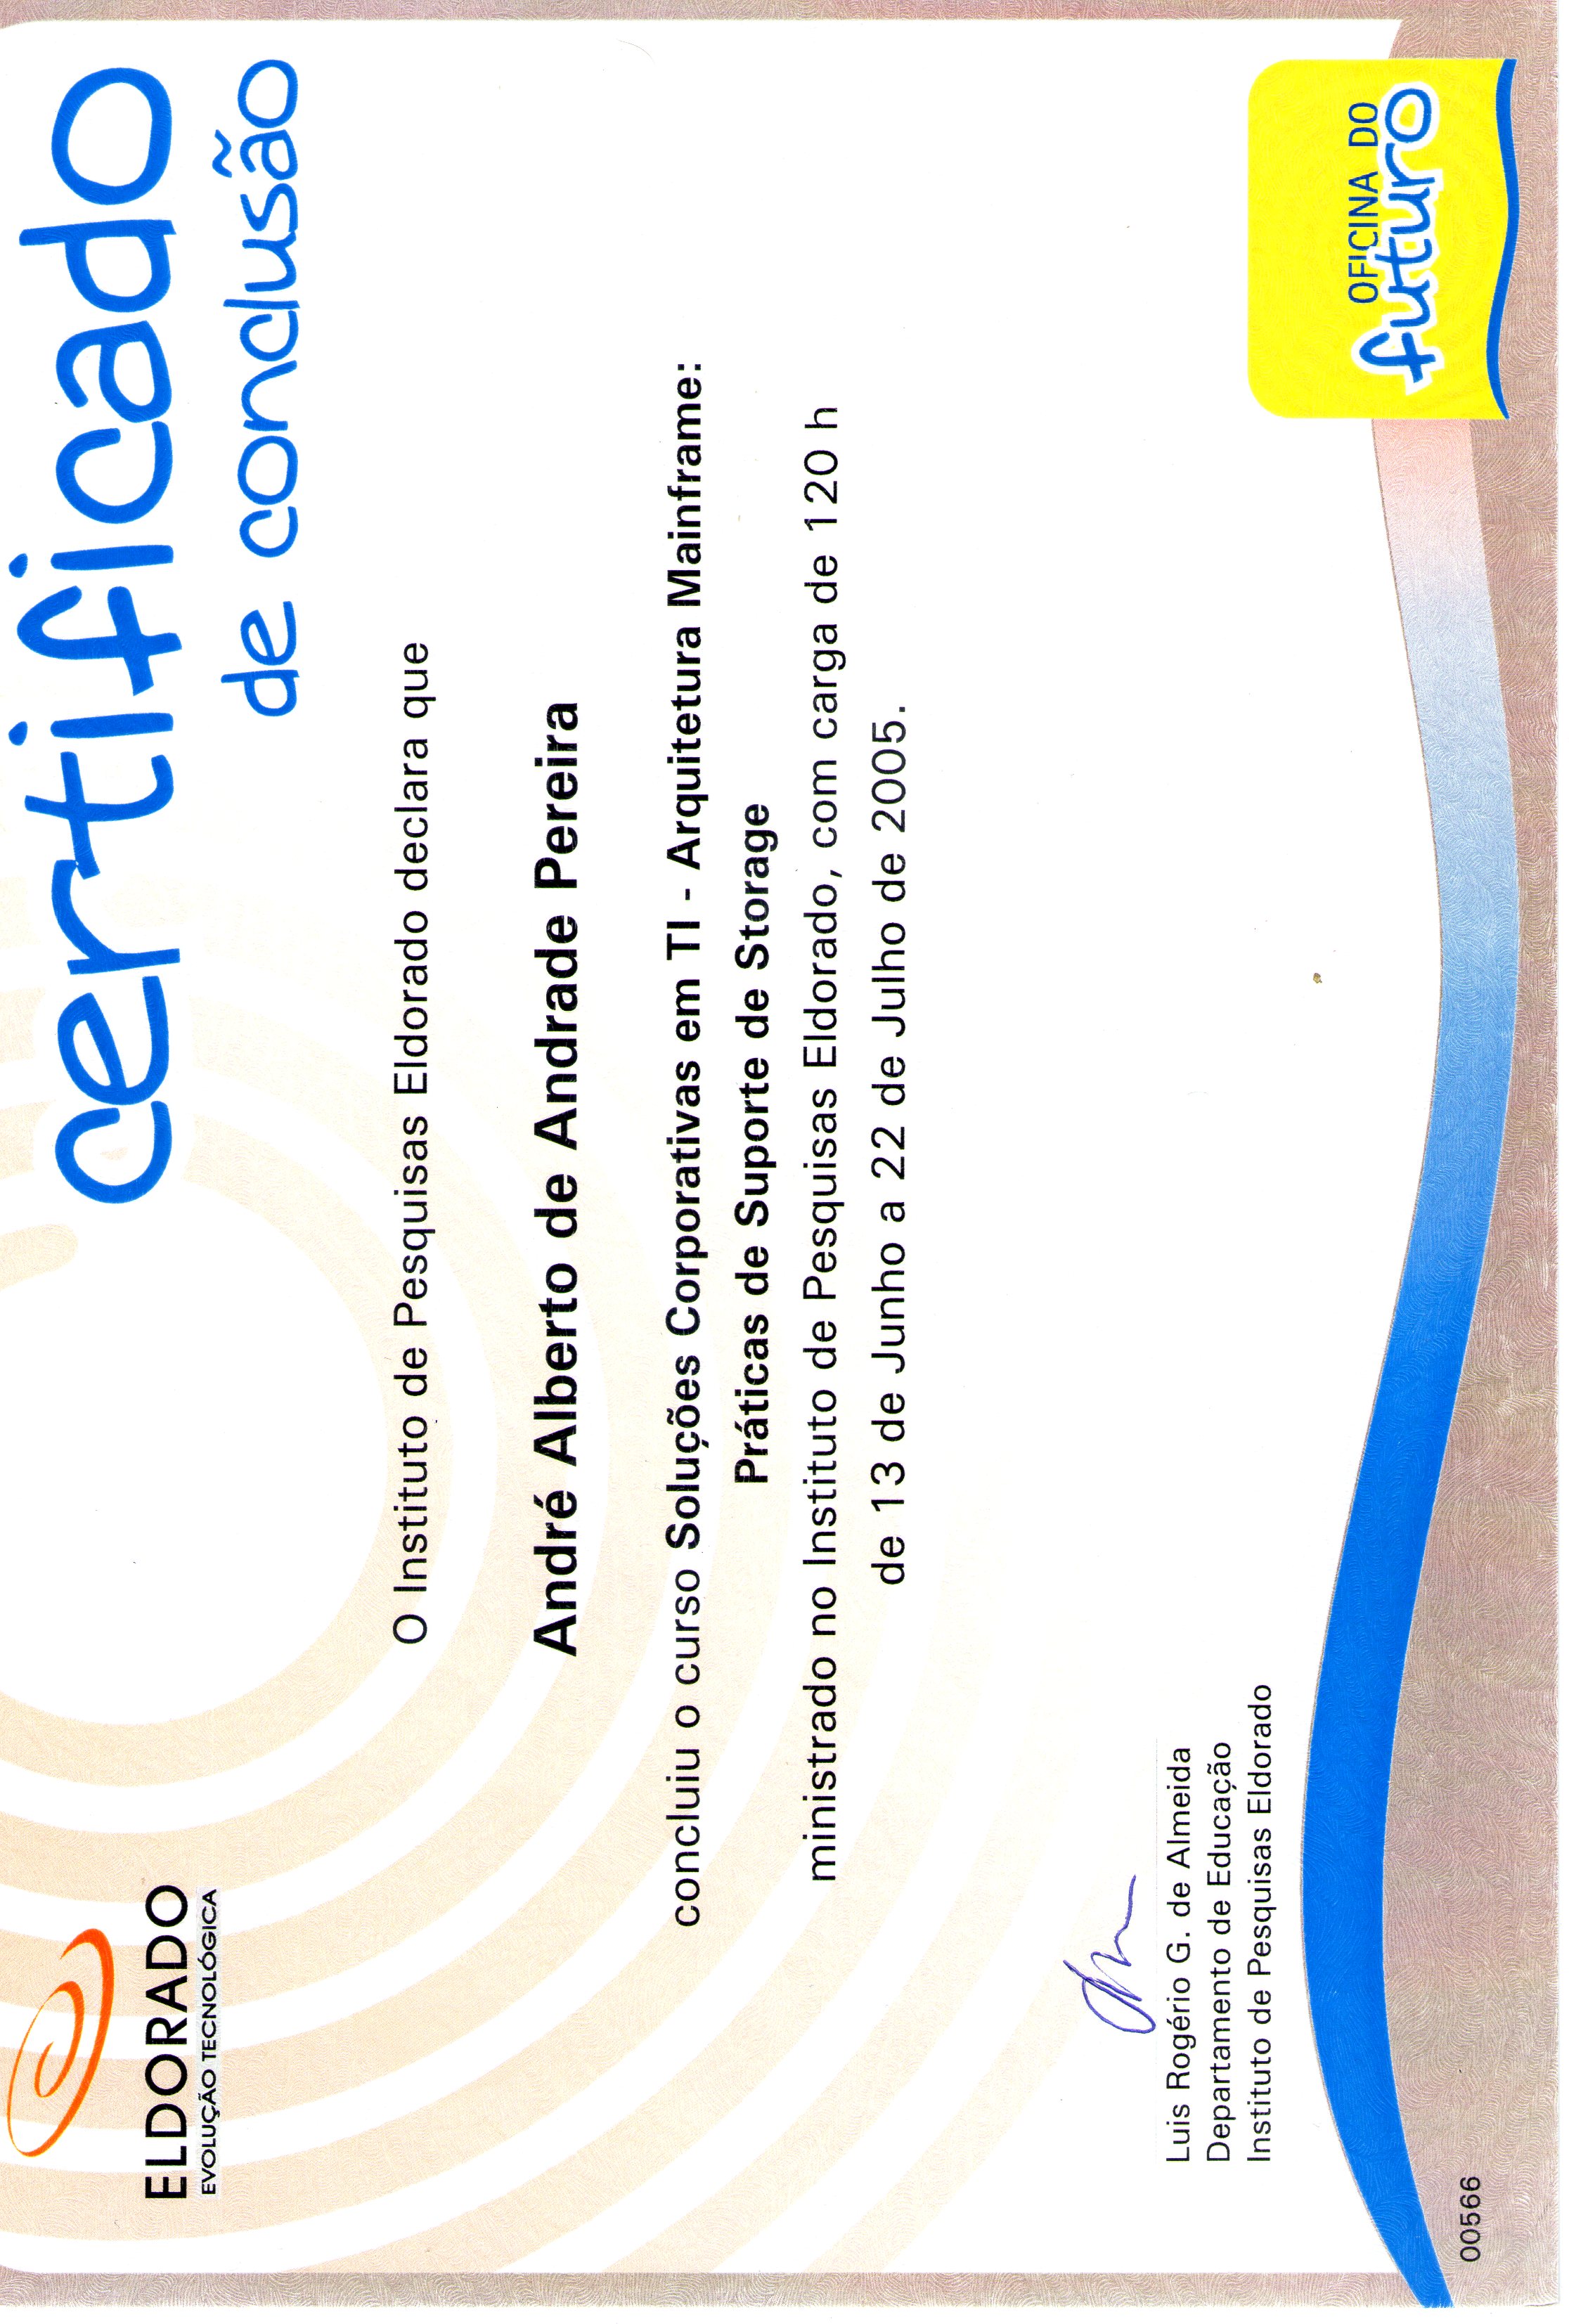 ELDORADO
EVOLUÇÃO TECNOLÓGICA
certificado
de conclusão
O Instituto de Pesquisas Eldorado declara que
André Alberto de Andrade Pereira
concluiu o curso Soluções Corporativas em TI - Arquitetura Mainframe:
Práticas de Suporte de Storage
ministrado no Instituto de Pesquisas Eldorado, com carga de 120 h
de 13 de Junho a 22 de Julho de 2005.
Luis Rogério G. de Almeida
Departamento de Educação
Instituto de Pesquisas Eldorado
OFICINA DO
futuro
00566